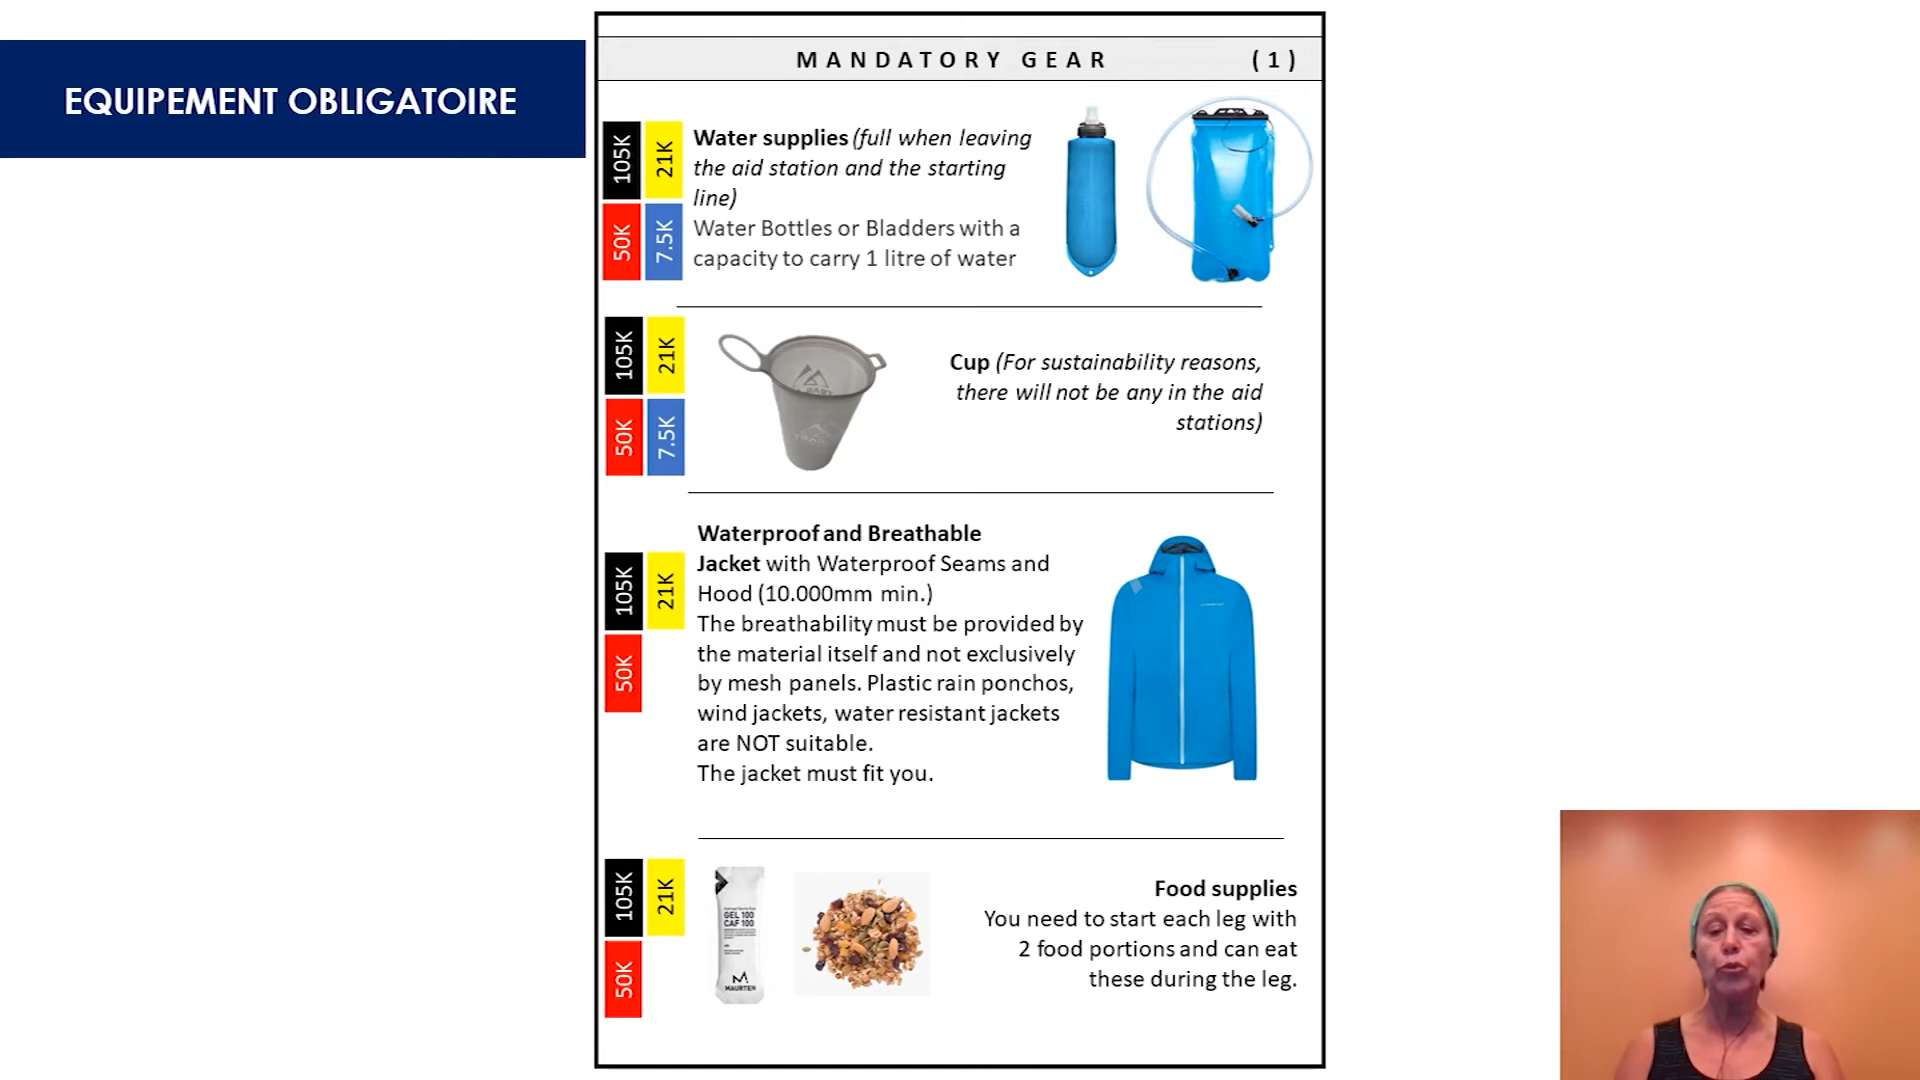 EQUIPEMENT OBLIGATOIRE
MANDATORY GEAR (1)
105K
21K
50K
7.5K
Water supplies (full when leaving
the aid station and the starting
line)
Water Bottles or Bladders with a
capacity to carry 1 litre of water
105K
21K
50K
7.5K
Cup (For sustainability reasons,
there will not be any in the aid
stations)
105K
21K
50K
Waterproof and Breathable
Jacket with Waterproof Seams and
Hood (10.000mm min.)
The breathability must be provided by
the material itself and not exclusively
by mesh panels. Plastic rain ponchos,
wind jackets, water resistant jackets
are NOT suitable.
The jacket must fit you.
105K
21K
50K
GEL 100
CAF 100
MAURTEN
Food supplies
You need to start each leg with
2 food portions and can eat
these during the leg.